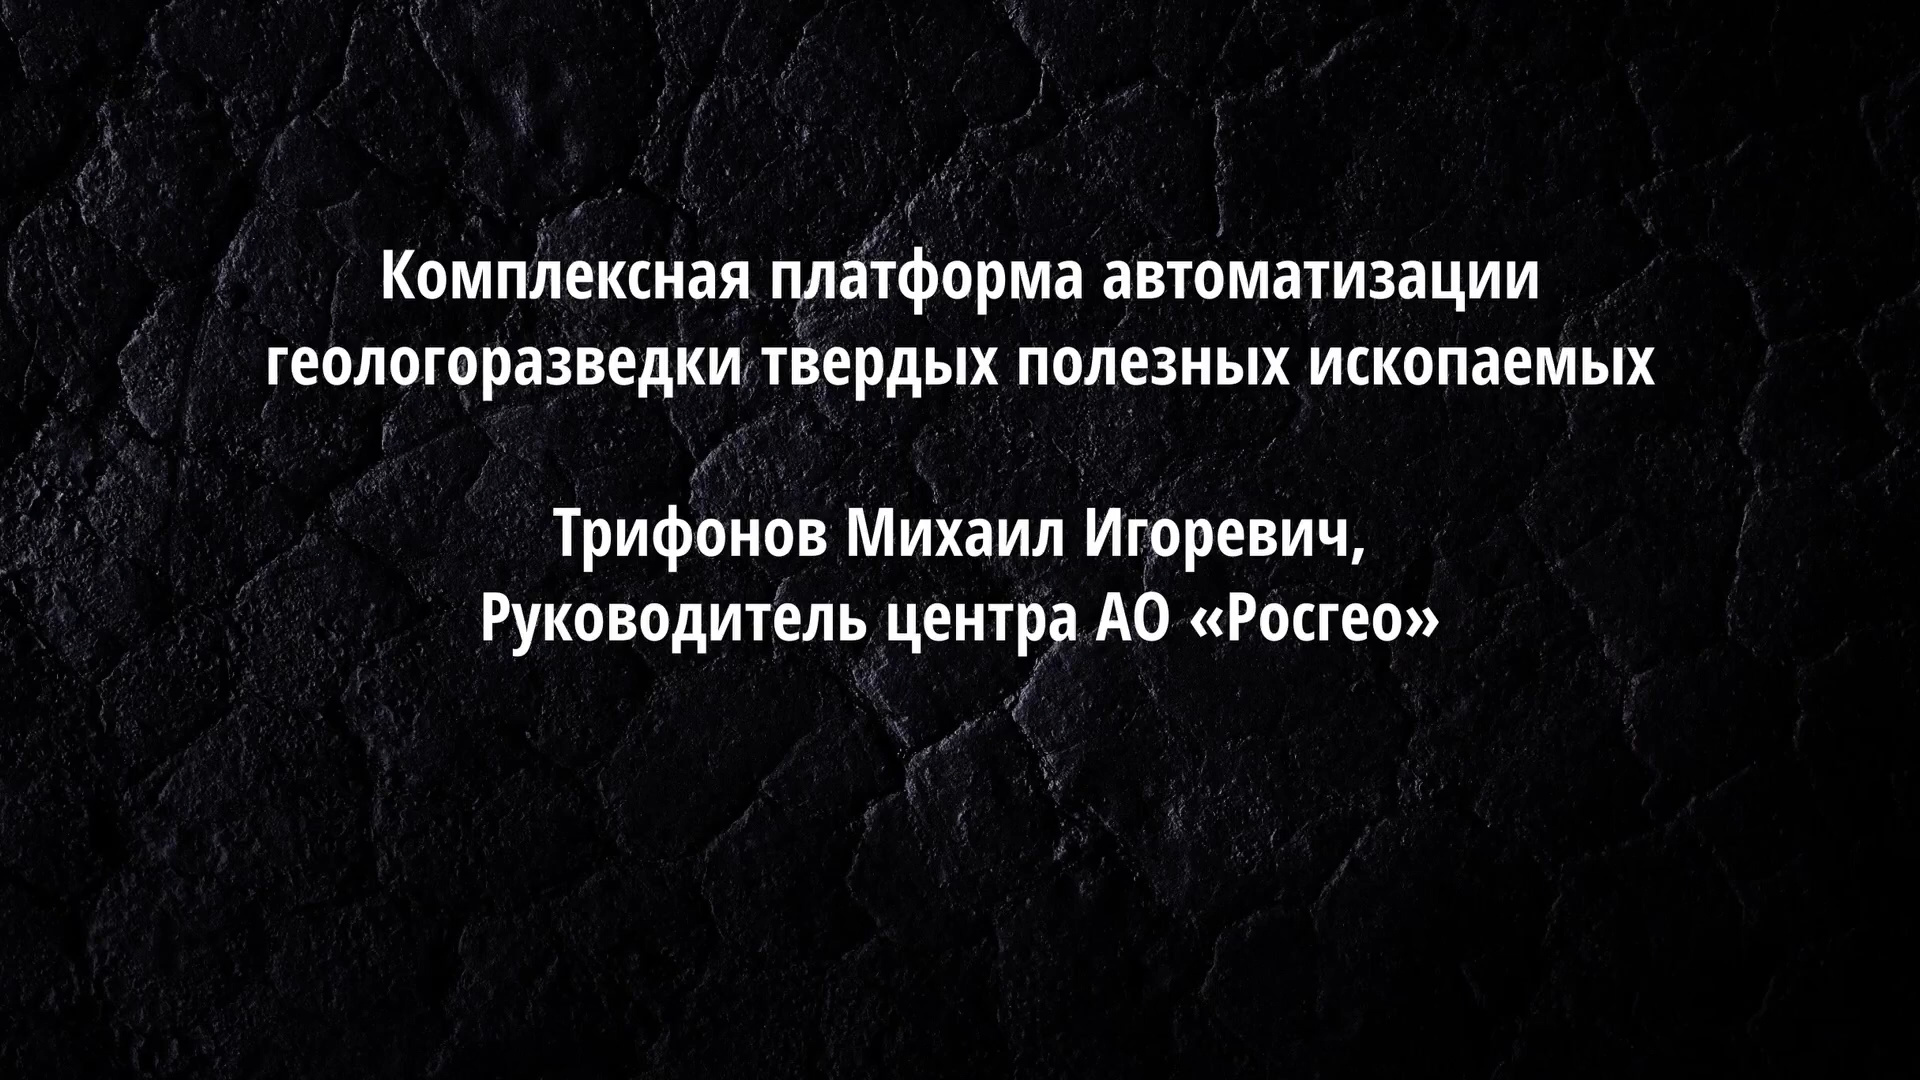 Комплексная платформа автоматизации
геологоразведки твердых полезных ископаемых
Трифонов Михаил Игоревич,
Руководитель центра АО «Росгео»